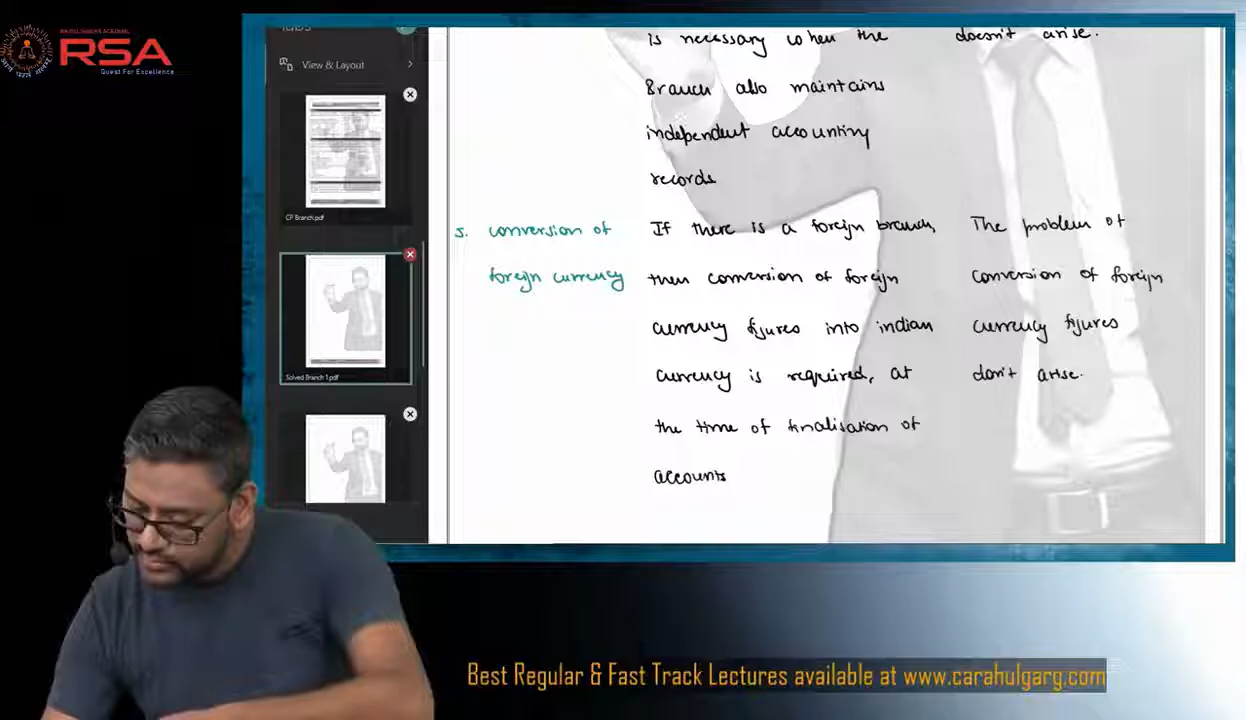 RSA
Quest For Excellence
View & Layout
CP Branch.pdf
Solved Branch 1.pdf
is necessary when the
Branch also maintains
independent accounting
records
doesn't arise.
5. conversion of
foreign currency
If there is a foreign branch,
then conversion of foreign
currency figures into indian
currency is required, at
the time of finalisation of
accounts
The problem of
conversion of foreign
currency figures
don't arise.
Best Regular & Fast Track Lectures available at www.carahulgarg.com